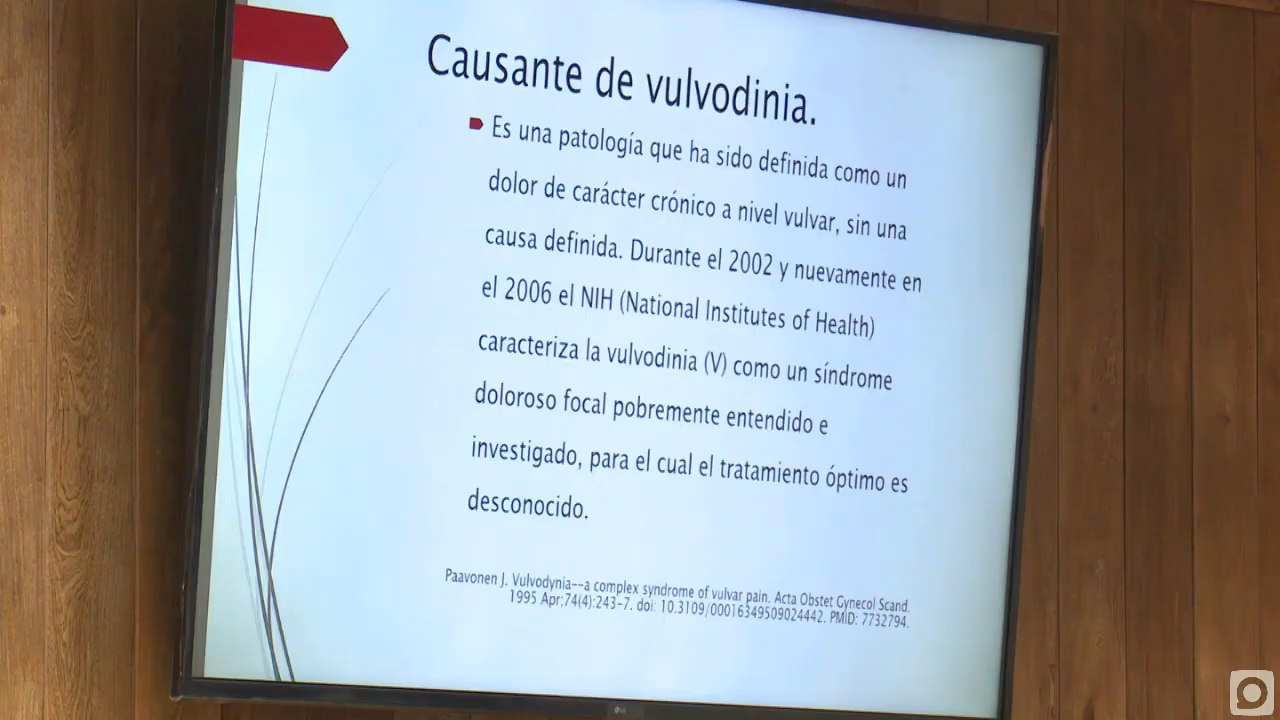 Causante de vulvodinia.
Es una patología que ha sido definida como un
dolor de carácter crónico a nivel vulvar, sin una
causa definida. Durante el 2002 y nuevamente en
el 2006 el NIH (National Institutes of Health)
caracteriza la vulvodinia (V) como un síndrome
doloroso focal pobremente entendido e
investigado, para el cual el tratamiento óptimo es
desconocido.
Paavonen J. Vulvodynia--a complex syndrome of vulvar pain. Acta Obstet Gynecol Scand.
1995 Apr;74(4):243-7. doi: 10.3109/00016349509024442. PMID: 7732794.
LG